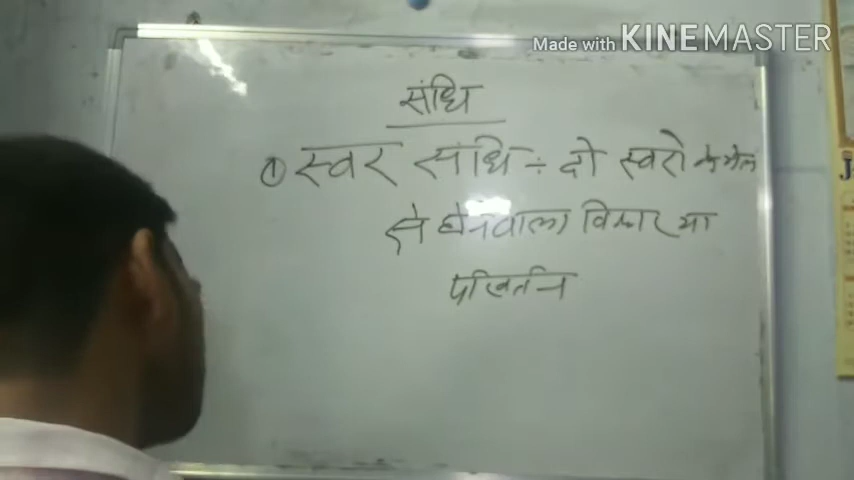 Made with KINEMASTER
संधि
① स्वर संधि ÷ दो स्वरो के मेल
से होनेवाला विकार या
परिवर्तन
J